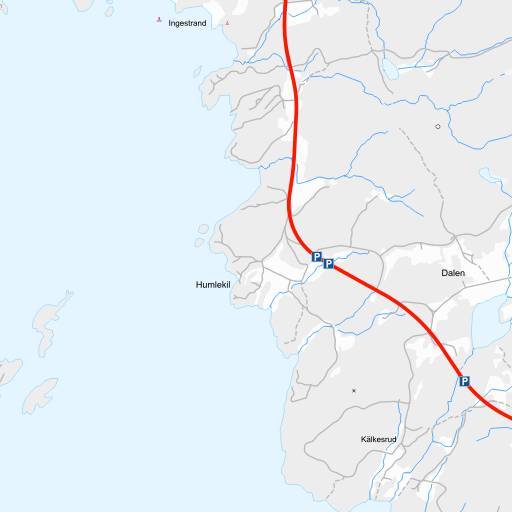 Ingestrand
P
P
Dalen
Humlekil
P
Kälkesrud